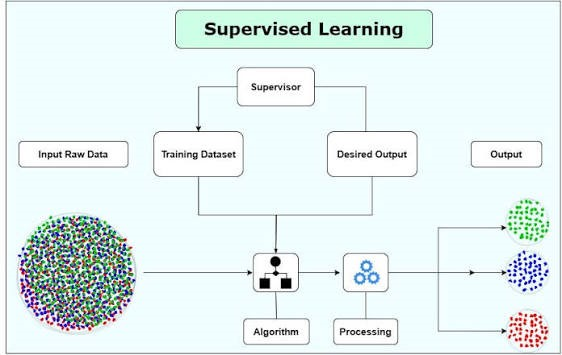 Supervised Learning
Supervisor
Input Raw Data
Training Dataset
Desired Output
Output
Algorithm
Processing